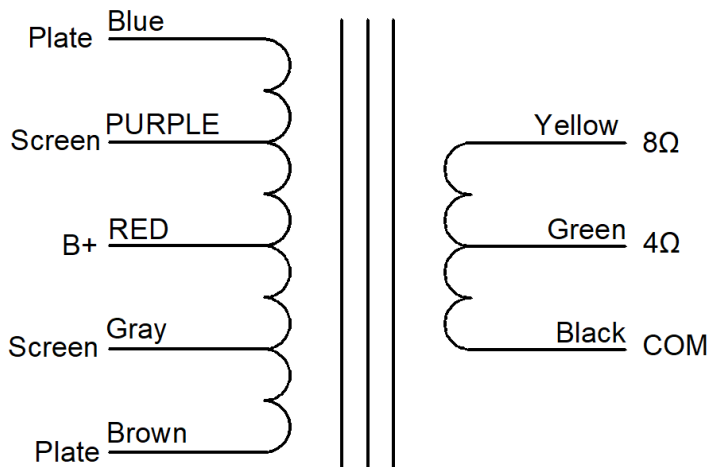 Plate Blue
Screen PURPLE
B+ RED
Screen Gray
Plate Brown
Yellow 8Ω
Green 4Ω
Black COM